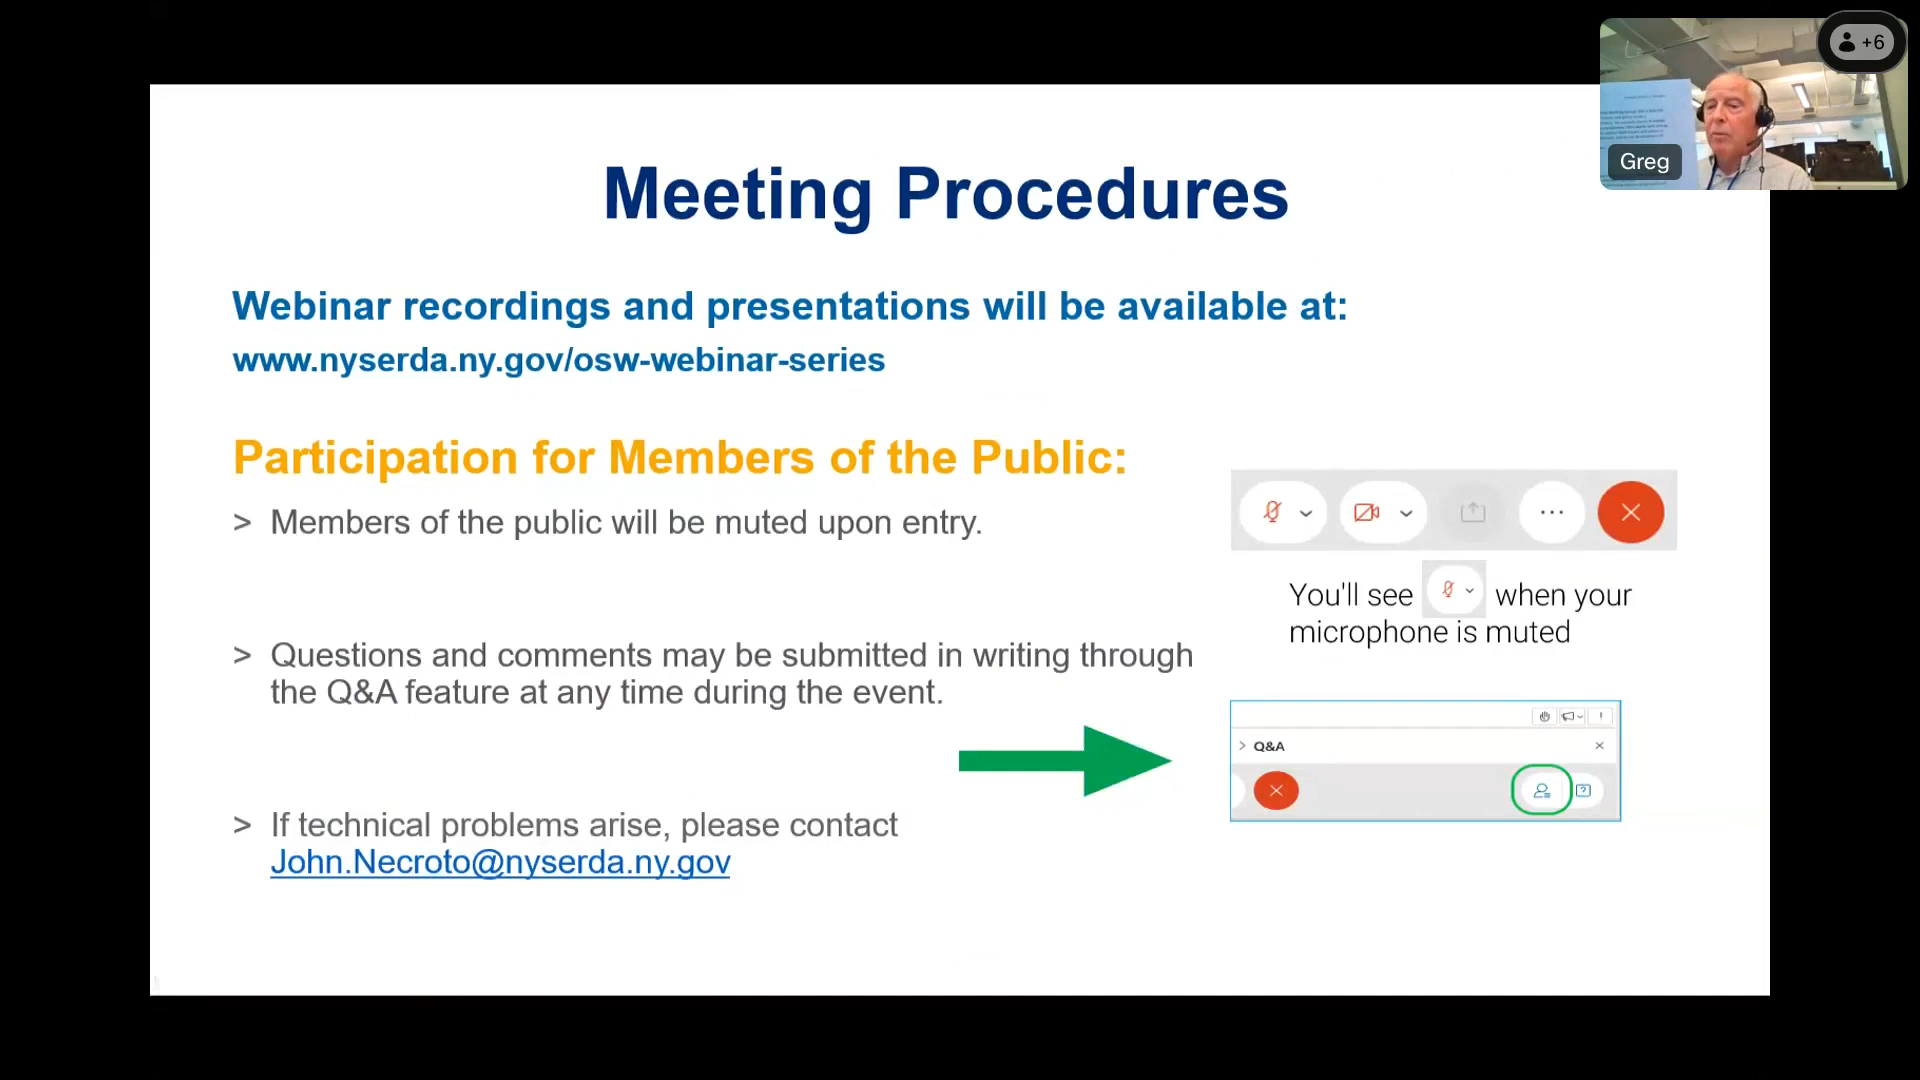 +6
Greg
Meeting Procedures
Webinar recordings and presentations will be available at:
www.nyserda.ny.gov/osw-webinar-series
Participation for Members of the Public:
> Members of the public will be muted upon entry.
> Questions and comments may be submitted in writing through
the Q&A feature at any time during the event.
> If technical problems arise, please contact
John.Necroto@nyserda.ny.gov
You'll see when your
microphone is muted
Q&A